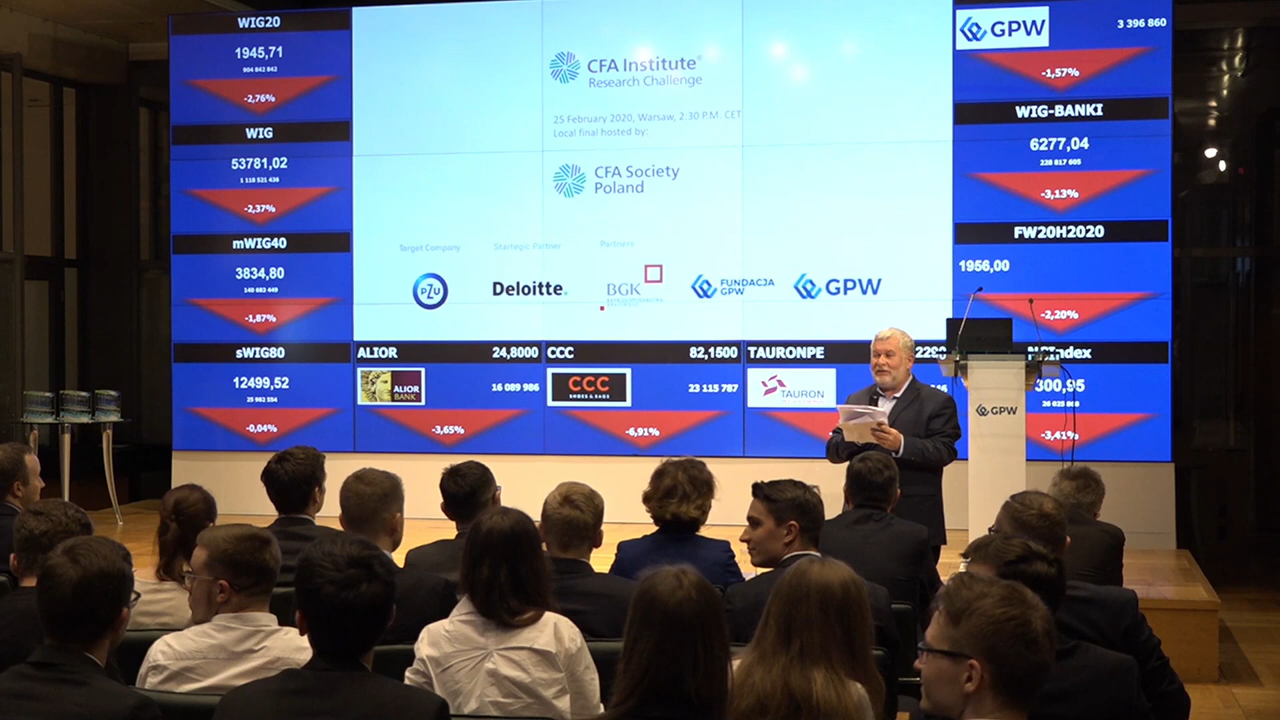 WIG20
1945,71
904 842 842
-2,76%
WIG
53781,02
1 118 521 436
-2,37%
mWIG40
3834,80
140 682 449
-1,87%
sWIG80
12499,52
25 982 554
-0,04%
CFA Institute®
Research Challenge
25 February 2020, Warsaw, 2:30 P.M. CET
Local final hosted by:
CFA Society
Poland
Target Company
Startegic Partner
Partners
PZU
Deloitte.
BGK
FUNDACJA
GPW
GPW
ALIOR 24,8000
ALIOR
BANK
16 089 986
-3,65%
CCC 82,1500
CCC
SHOES & BAGS
23 115 787
-6,91%
TAURONPE
TAURON
GPW
3 396 860
-1,57%
WIG-BANKI
6277,04
228 817 605
-3,13%
FW20H2020
1956,00
-2,20%
NCIndex
300,95
-3,41%
GPW